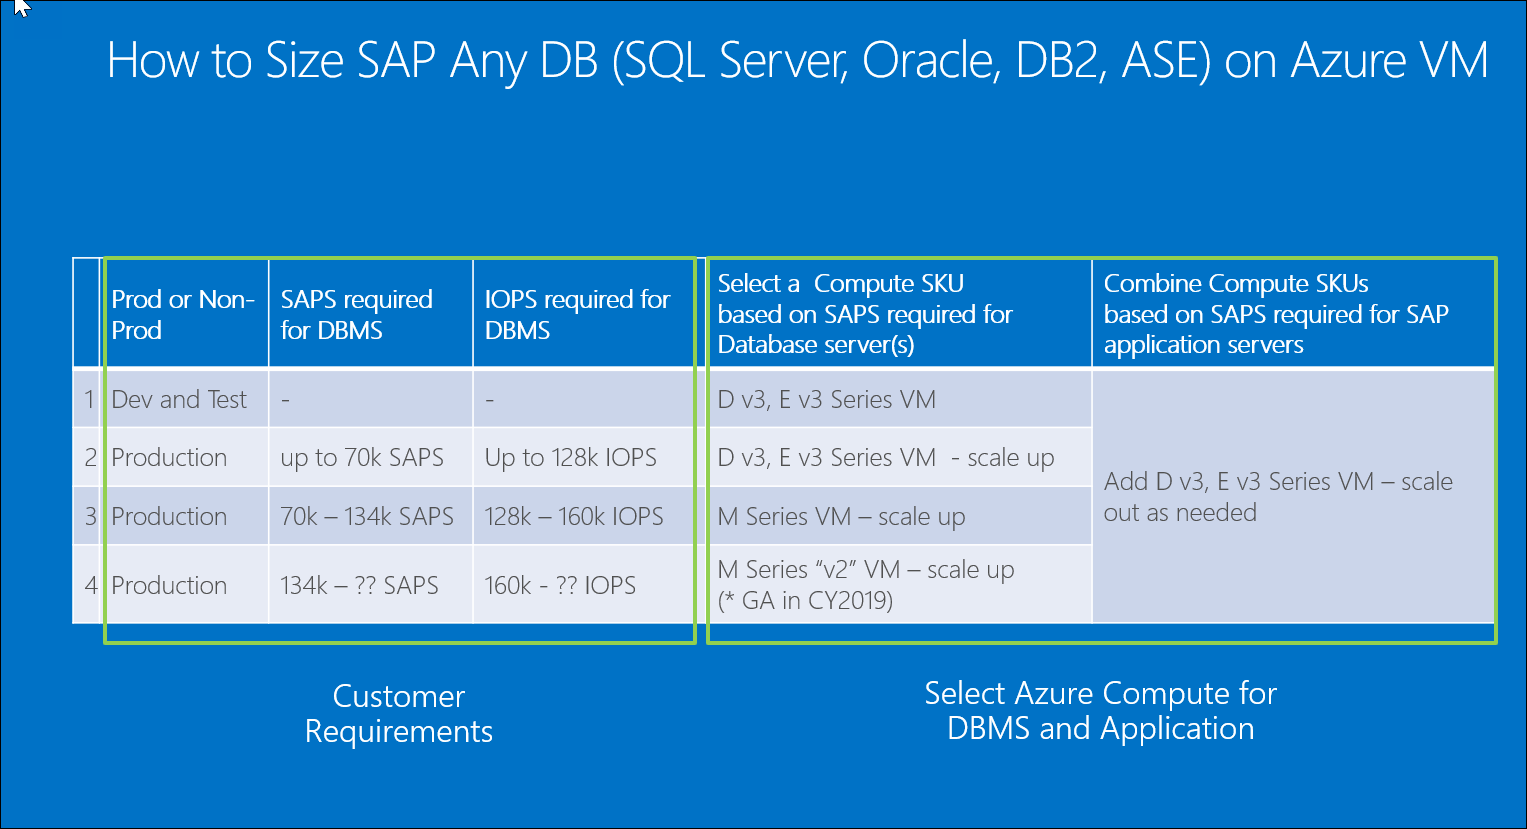 How to Size SAP Any DB (SQL Server, Oracle, DB2, ASE) on Azure VM
Prod or Non-
Prod
SAPS required
for DBMS
IOPS required for
DBMS
Select a  Compute SKU
based on SAPS required for
Database server(s)
Combine Compute SKUs
based on SAPS required for SAP
application servers
1
Dev and Test
-
-
D v3, E v3 Series VM
2
Production
up to 70k SAPS
Up to 128k IOPS
D v3, E v3 Series VM  - scale up
3
Production
70k – 134k SAPS
128k – 160k IOPS
M Series VM – scale up
4
Production
134k – ?? SAPS
160k - ?? IOPS
M Series “v2” VM – scale up
(* GA in CY2019)
Add D v3, E v3 Series VM – scale
out as needed
Customer
Requirements
Select Azure Compute for
DBMS and Application